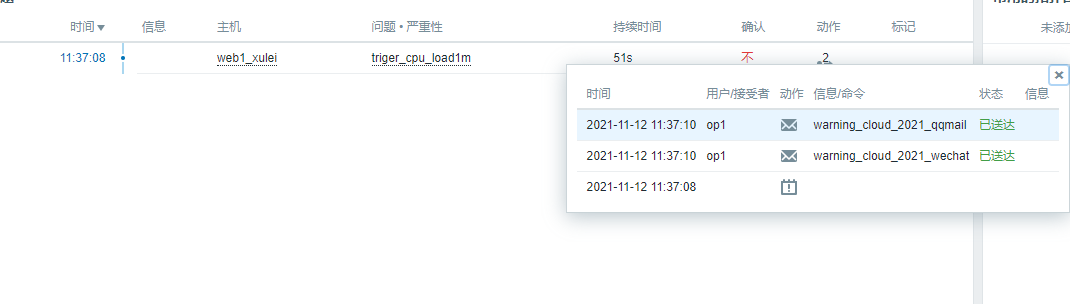 时间 信息 主机 问题 • 严重性 持续时间 确认 动作 标记
未添加
11:37:08 web1_xulei triger_cpu_load1m 51s 不 2
时间 用户/接受者 动作 信息/命令 状态 信息
2021-11-12 11:37:10 op1 warning_cloud_2021_qqmail 已送达
2021-11-12 11:37:10 op1 warning_cloud_2021_wechat 已送达
2021-11-12 11:37:08